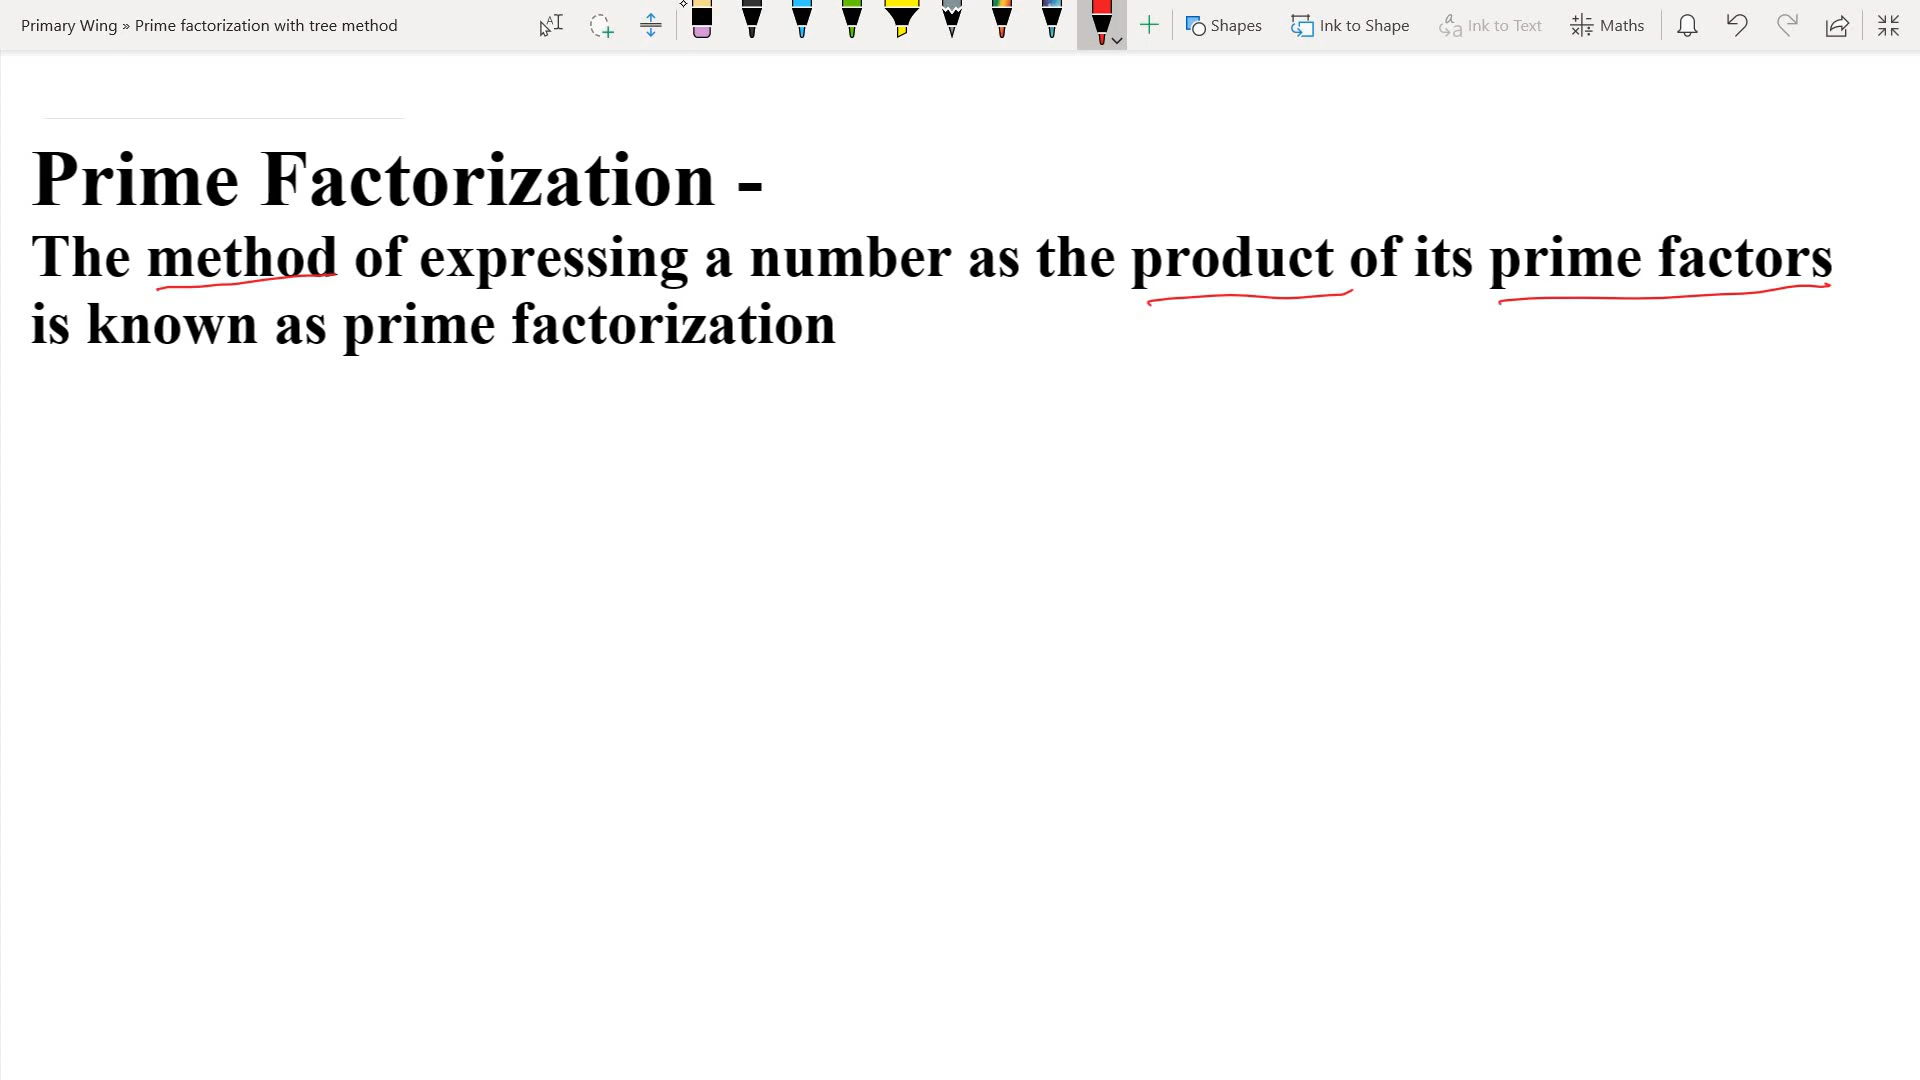 Primary Wing » Prime factorization with tree method
Shapes
Ink to Shape
Ink to Text
Maths
Prime Factorization -
The method of expressing a number as the product of its prime factors
is known as prime factorization